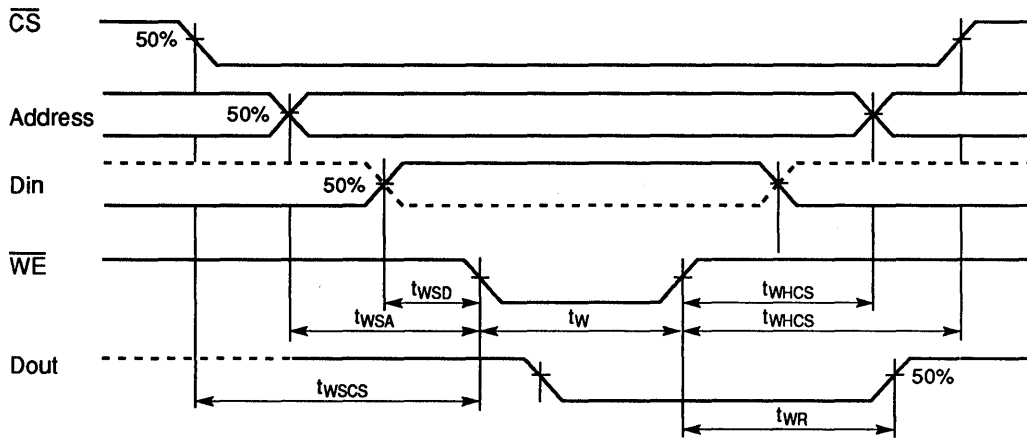 CS
50%
Address
50%
Din
50%
WE
tWSD
tWHCS
tWSA
tW
tWHCS
Dout
50%
tWSCS
tWR